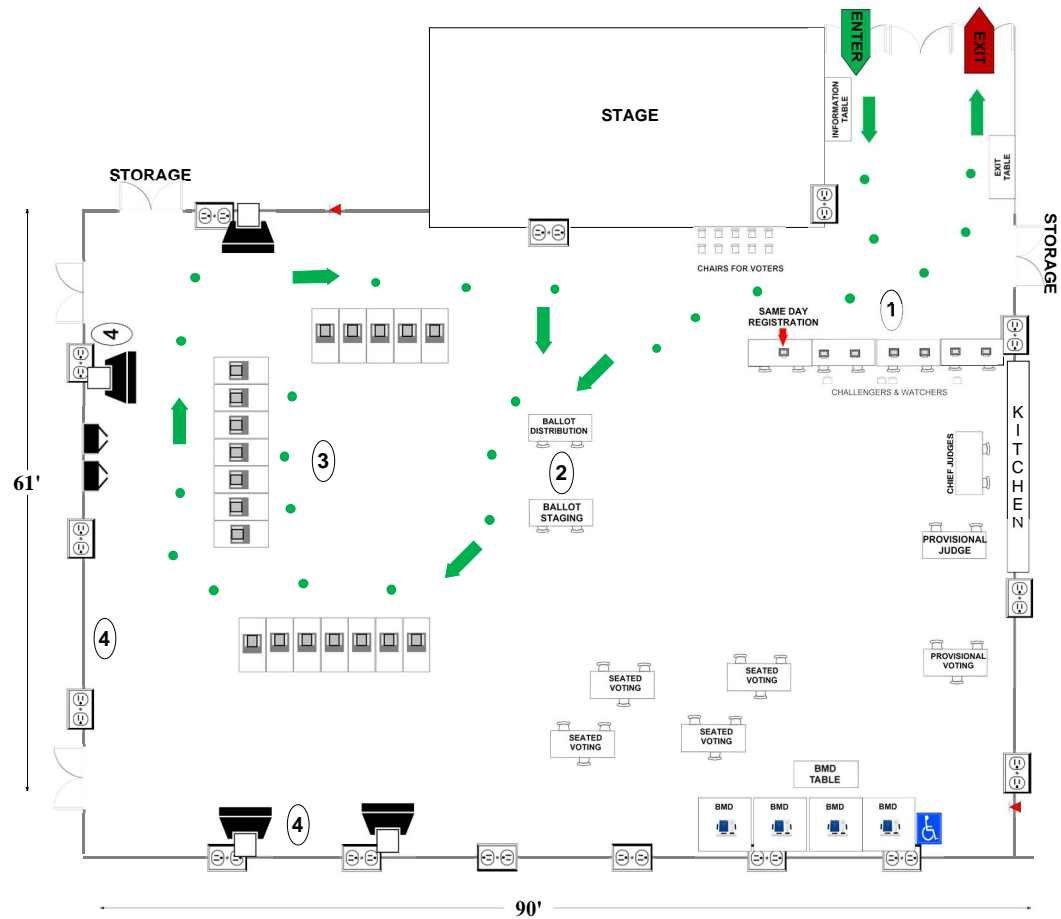 ENTER
EXIT
INFORMATION
TABLE
STAGE
EXIT
TABLE
STORAGE
STORAGE
CHAIRS FOR VOTERS
1
SAME DAY
REGISTRATION
4
CHALLENGERS & WATCHERS
KITCHEN
BALLOT
DISTRIBUTION
CHIEF JUDGES
3
2
61'
BALLOT
STAGING
PROVISIONAL
JUDGE
4
PROVISIONAL
VOTING
SEATED
VOTING
SEATED
VOTING
SEATED
VOTING
SEATED
VOTING
BMD
TABLE
4
BMD
BMD
BMD
BMD
90'